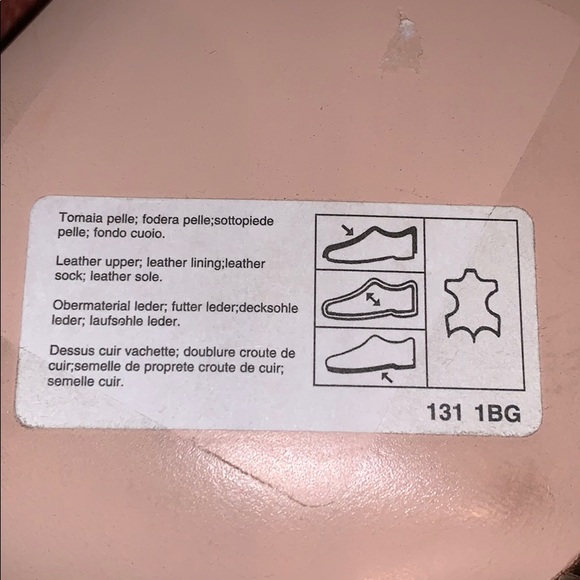 Tomaia pelle; fodera pelle;sottopiede
pelle; fondo cuoio.
Leather upper; leather lining;leather
sock; leather sole.
Obermaterial leder; futter leder;decksohle
leder; laufsohle leder.
Dessus cuir vachette; doublure croute de
cuir;semelle de proprete croute de cuir;
semelle cuir.
131 1BG